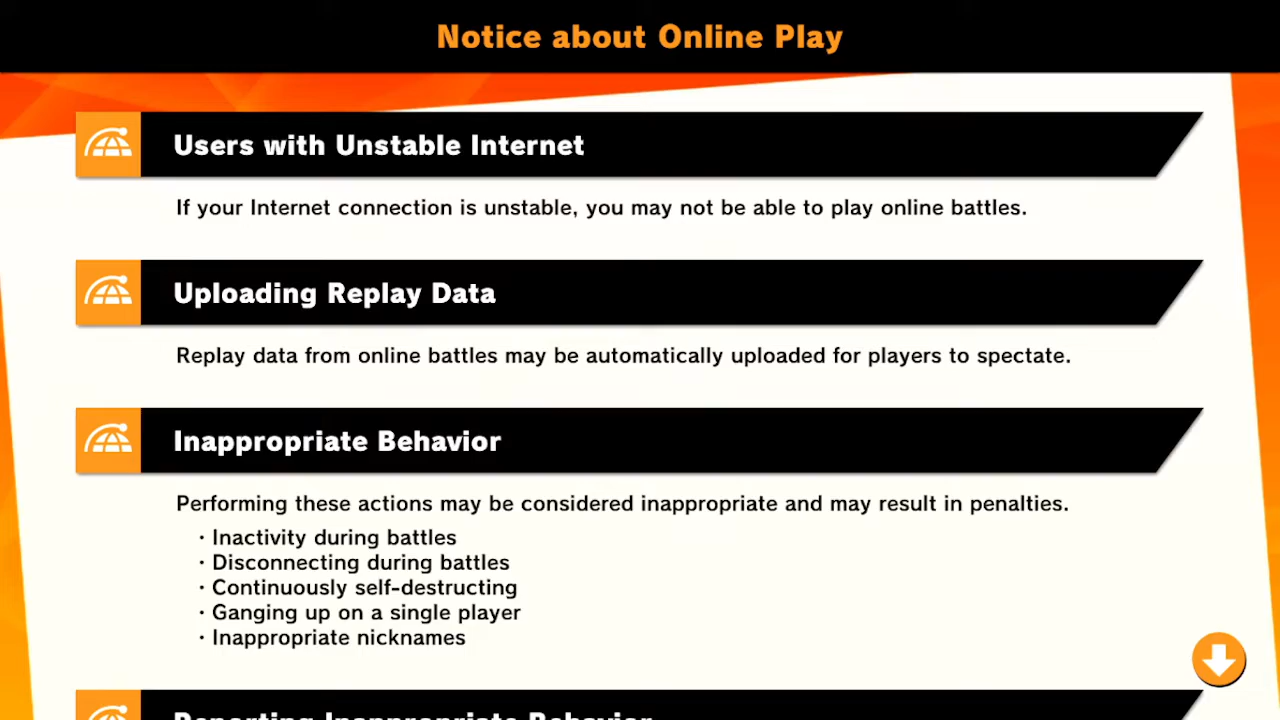 Notice about Online Play
Users with Unstable Internet
If your Internet connection is unstable, you may not be able to play online battles.
Uploading Replay Data
Replay data from online battles may be automatically uploaded for players to spectate.
Inappropriate Behavior
Performing these actions may be considered inappropriate and may result in penalties.
· Inactivity during battles
· Disconnecting during battles
· Continuously self-destructing
· Ganging up on a single player
· Inappropriate nicknames
Reporting Inappropriate Behavior